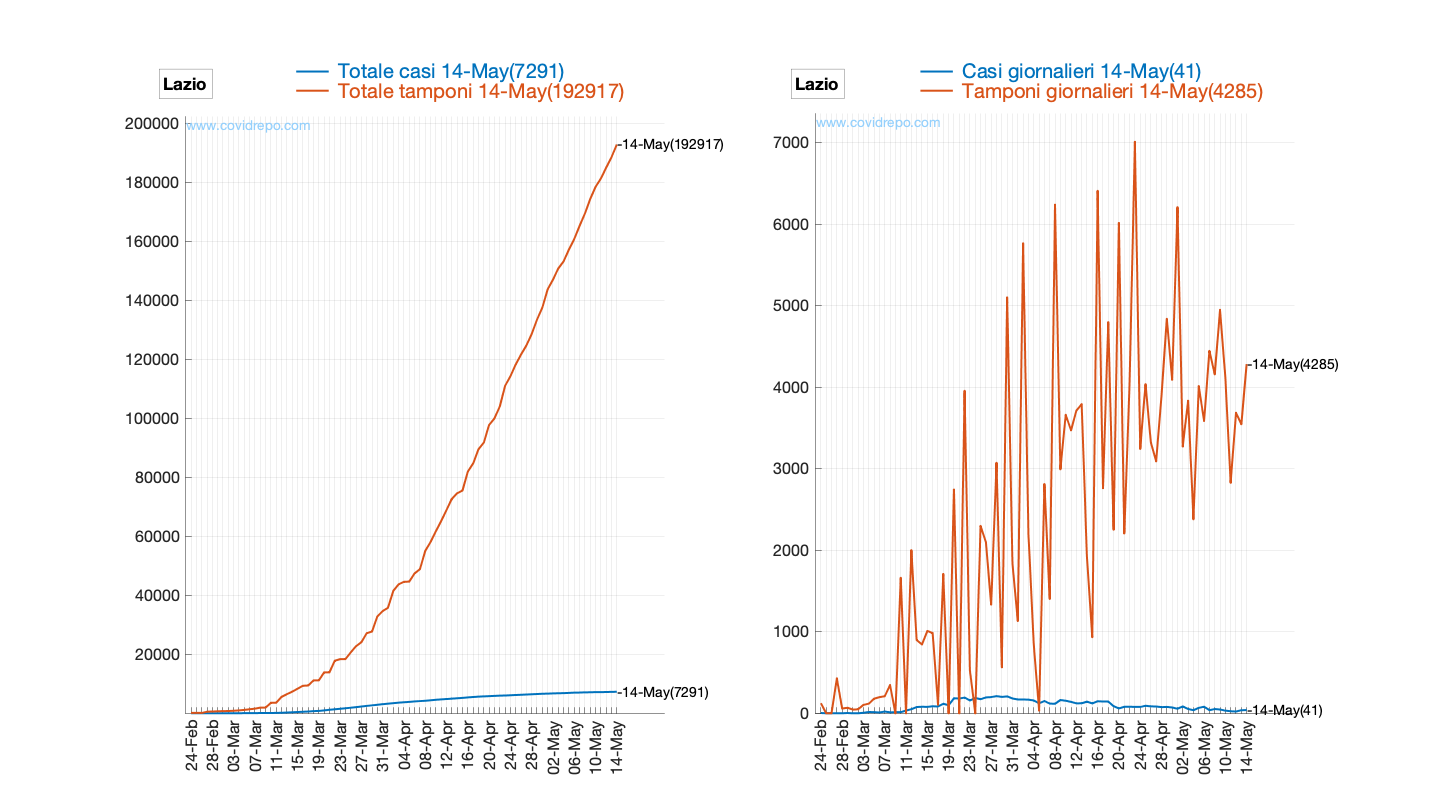 Lazio
Totale casi 14-May(7291)
Totale tamponi 14-May(192917)
www.covidrepo.com
200000
180000
160000
140000
120000
100000
80000
60000
40000
20000
14-May(192917)
14-May(7291)
24-Feb
28-Feb
03-Mar
07-Mar
11-Mar
15-Mar
19-Mar
23-Mar
27-Mar
31-Mar
04-Apr
08-Apr
12-Apr
16-Apr
20-Apr
24-Apr
28-Apr
02-May
06-May
10-May
14-May
Lazio
Casi giornalieri 14-May(41)
Tamponi giornalieri 14-May(4285)
www.covidrepo.com
7000
6000
5000
4000
3000
2000
1000
0
14-May(4285)
14-May(41)
24-Feb
28-Feb
03-Mar
07-Mar
11-Mar
15-Mar
19-Mar
23-Mar
27-Mar
31-Mar
04-Apr
08-Apr
12-Apr
16-Apr
20-Apr
24-Apr
28-Apr
02-May
06-May
10-May
14-May